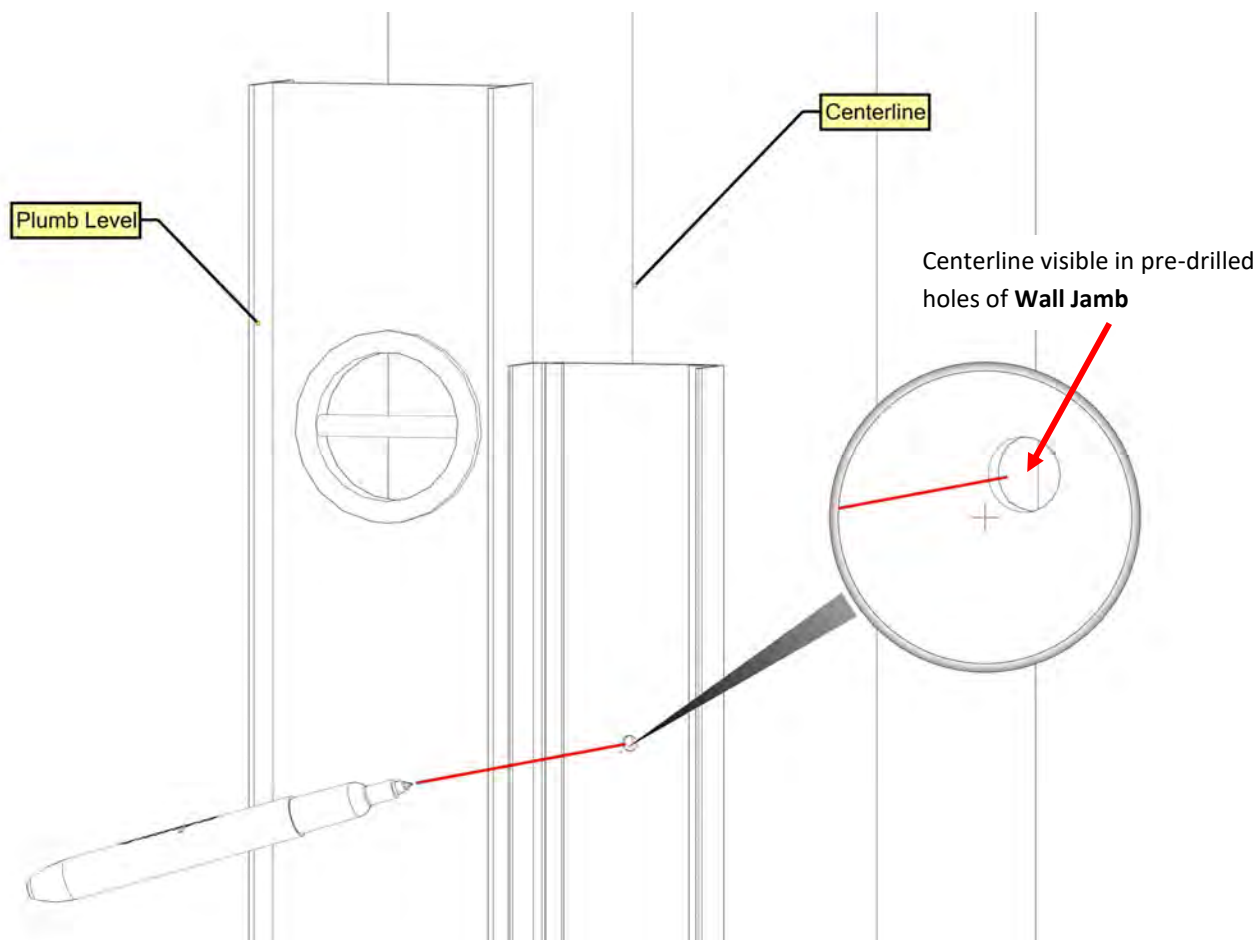 Centerline
Plumb Level
Centerline visible in pre-drilled
holes of Wall Jamb